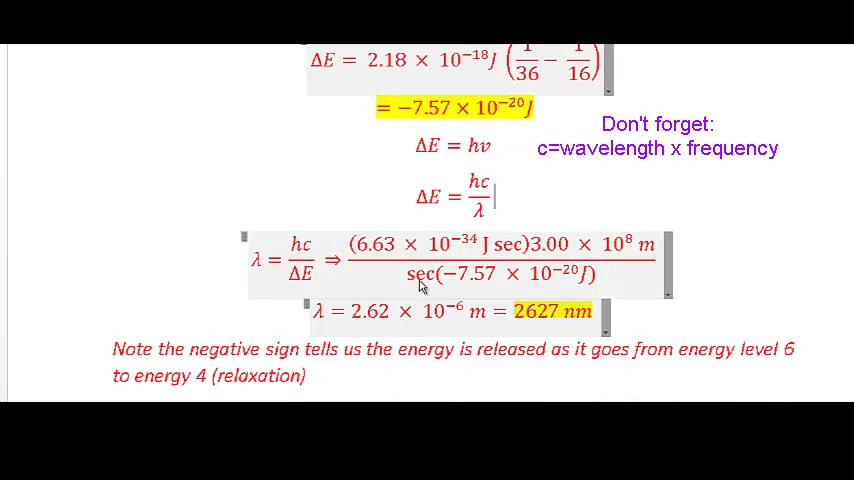 ΔE = 2.18 × 10⁻¹⁸J (1/36 − 1/16)
= −7.57 × 10⁻²⁰J
Don't forget:
c=wavelength x frequency
ΔE = hv
ΔE = hc/λ
λ = hc/ΔE ⇒ (6.63 × 10⁻³⁴ J sec)3.00 × 10⁸ m / sec(−7.57 × 10⁻²⁰J)
λ = 2.62 × 10⁻⁶ m = 2627 nm
Note the negative sign tells us the energy is released as it goes from energy level 6
to energy 4 (relaxation)